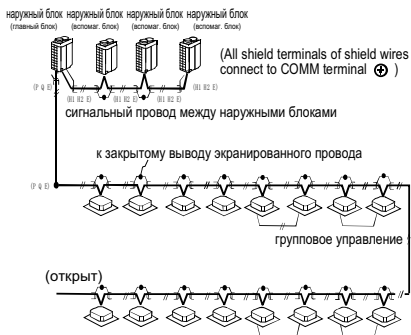 наружный блок наружный блок наружный блок наружный блок
(главный блок) (вспомаг. блок) (вспомаг. блок) (вспомаг. блок)
(All shield terminals of shield wires
connect to COMM terminal ⊕ )
(P Q E) (H1 H2 E) (H1 H2 E) (H1 H2 E) (H1 H2 E)
сигнальный провод между наружными блоками
к закрытому выводу экранированного провода
(P Q E)
групповое управление
(открыт)